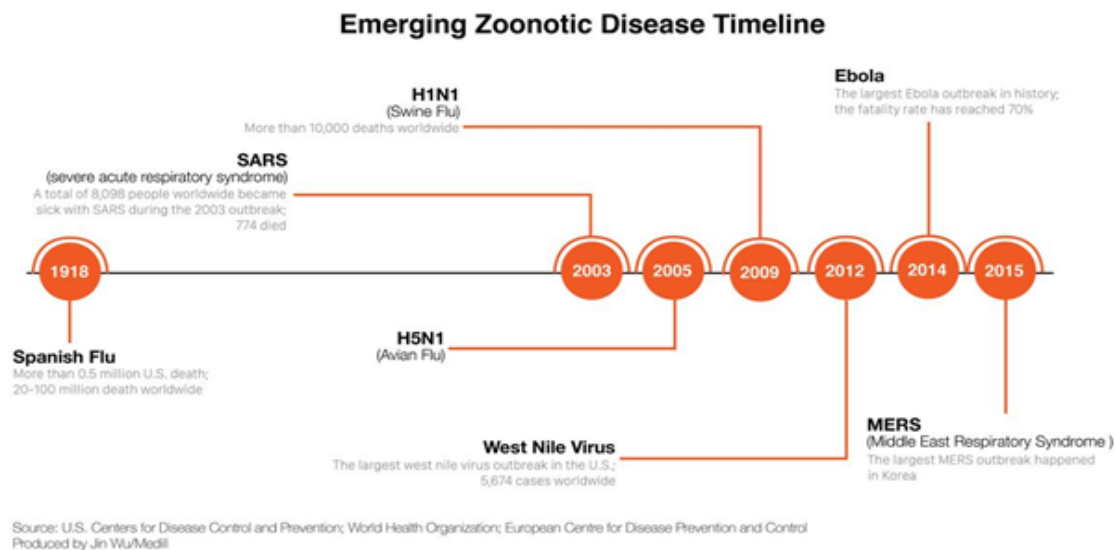 Emerging Zoonotic Disease Timeline
Ebola
The largest Ebola outbreak in history;
the fatality rate has reached 70%
H1N1
(Swine Flu)
More than 10,000 deaths worldwide
SARS
(severe acute respiratory syndrome)
A total of 8,098 people worldwide became
sick with SARS during the 2003 outbreak;
774 died
1918
2003
2005
2009
2012
2014
2015
Spanish Flu
More than 0.5 million U.S. death;
20-100 million death worldwide
H5N1
(Avian Flu)
West Nile Virus
The largest west nile virus outbreak in the U.S.;
5,674 cases worldwide
MERS
(Middle East Respiratory Syndrome )
The largest MERS outbreak happened
in Korea
Source: U.S. Centers for Disease Control and Prevention; World Health Organization; European Centre for Disease Prevention and Control
Produced by Jin Wu/Medill